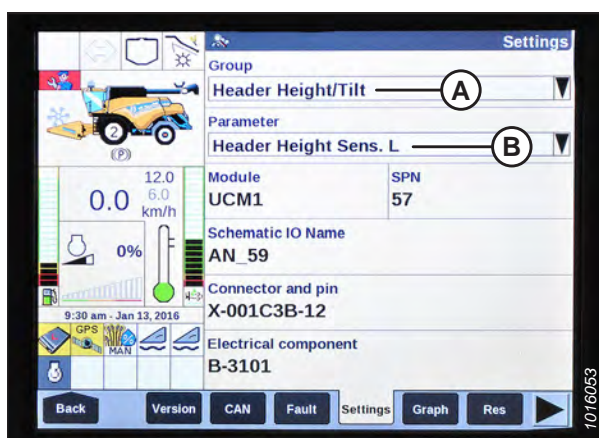 Settings
Group
Header Height/Tilt
A
Parameter
Header Height Sens. L
B
Module
SPN
UCM1
57
Schematic IO Name
AN_59
Connector and pin
X-001C3B-12
Electrical component
B-3101
2
(P)
12.0
0.0 6.0
km/h
0%
9:30 am - Jan 13, 2016
GPS
MAN
%
Back
Version
CAN
Fault
Settings
Graph
Res
1016053